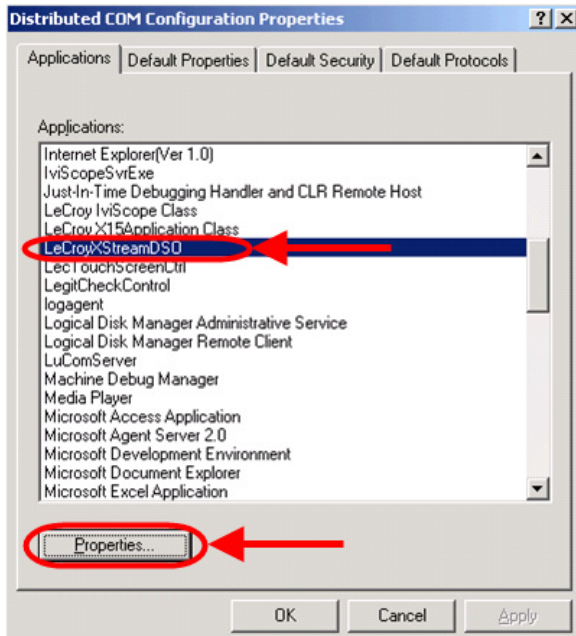 Distributed COM Configuration Properties
Applications
Default Properties
Default Security
Default Protocols
Applications:
Internet Explorer(Ver 1.0)
IviScopeSvrExe
Just-In-Time Debugging Handler and CLR Remote Host
LeCroy IviScope Class
LeCroy X15Application Class
LeCroyXStreamDSO
LecTouchScreenCtrl
LegitCheckControl
logagent
Logical Disk Manager Administrative Service
Logical Disk Manager Remote Client
LuComServer
Machine Debug Manager
Media Player
Microsoft Access Application
Microsoft Agent Server 2.0
Microsoft Development Environment
Microsoft Document Explorer
Microsoft Excel Application
Properties...
OK
Cancel
Apply